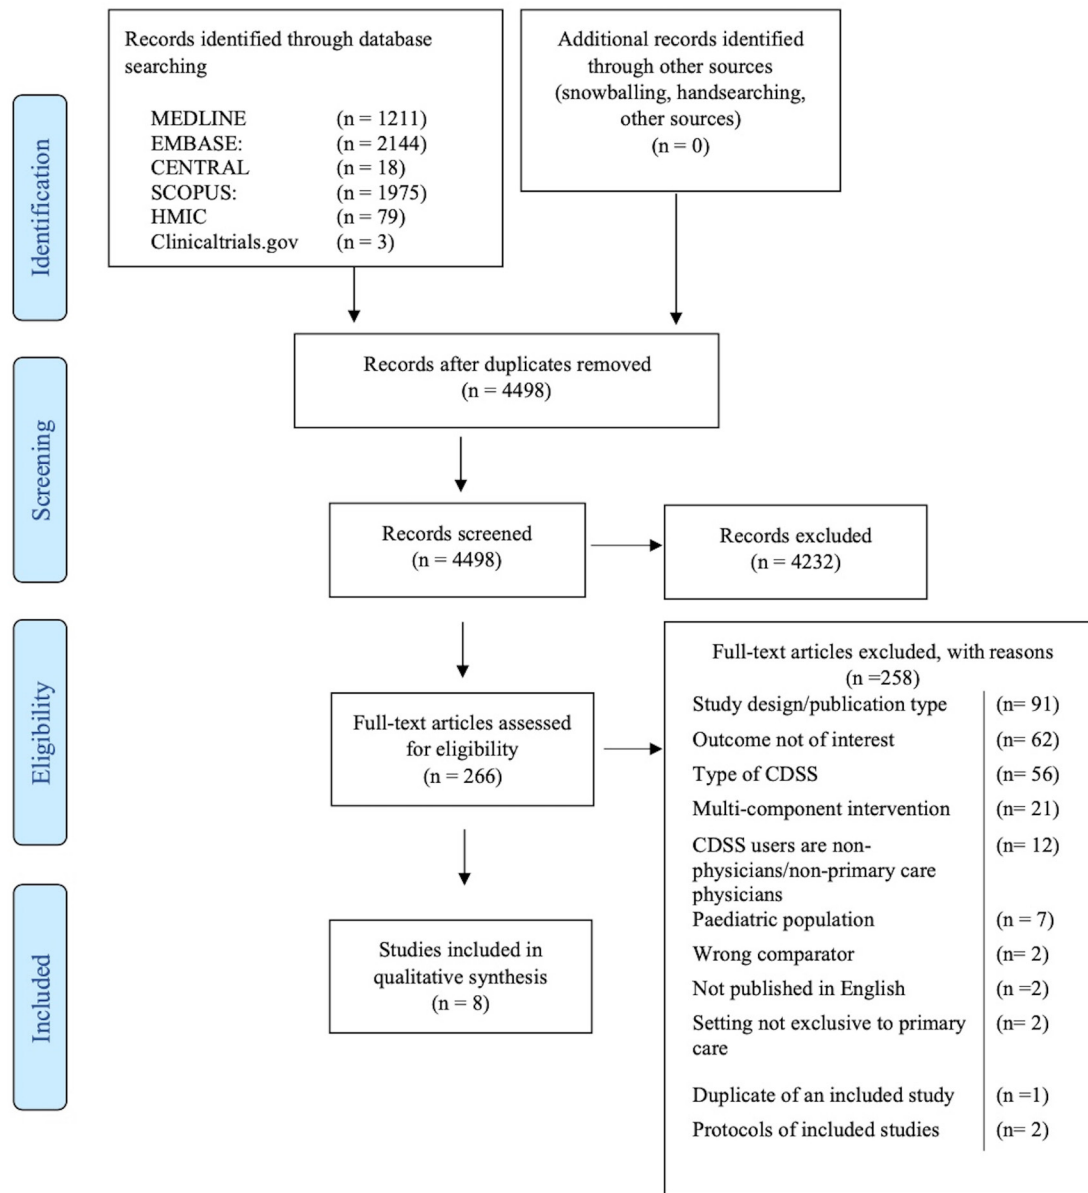 Records identified through database
searching
MEDLINE (n = 1211)
EMBASE: (n = 2144)
CENTRAL (n = 18)
SCOPUS: (n = 1975)
HMIC (n = 79)
Clinicaltrials.gov (n = 3)
Additional records identified
through other sources
(snowballing, handsearching,
other sources)
(n = 0)
Identification
Records after duplicates removed
(n = 4498)
Screening
Records screened
(n = 4498)
Records excluded
(n = 4232)
Eligibility
Full-text articles assessed
for eligibility
(n = 266)
Full-text articles excluded, with reasons
(n =258)
Study design/publication type (n= 91)
Outcome not of interest (n= 62)
Type of CDSS (n= 56)
Multi-component intervention (n= 21)
CDSS users are non- (n= 12)
physicians/non-primary care
physicians
Paediatric population (n = 7)
Wrong comparator (n= 2)
Not published in English (n =2)
Setting not exclusive to primary (n= 2)
care
Duplicate of an included study (n =1)
Protocols of included studies (n= 2)
Included
Studies included in
qualitative synthesis
(n = 8)